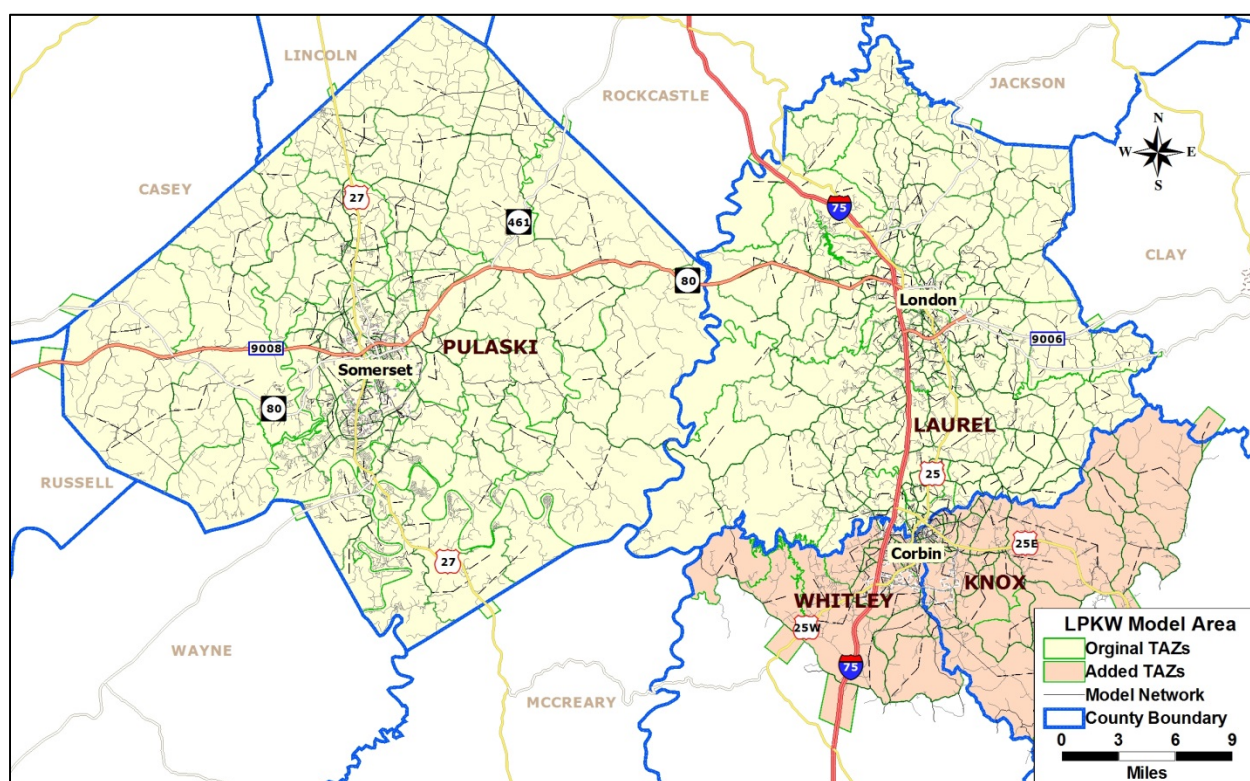 LINCOLN
ROCKCASTLE
JACKSON
N
W E
S
CASEY
27
461
75
CLAY
80
London
9008
PULASKI
9006
Somerset
80
LAUREL
RUSSELL
25
Corbin
25E
27
KNOX
WHITLEY
25W
WAYNE
75
MCCREARY
LPKW Model Area
Orginal TAZs
Added TAZs
Model Network
County Boundary
0 3 6 9
Miles